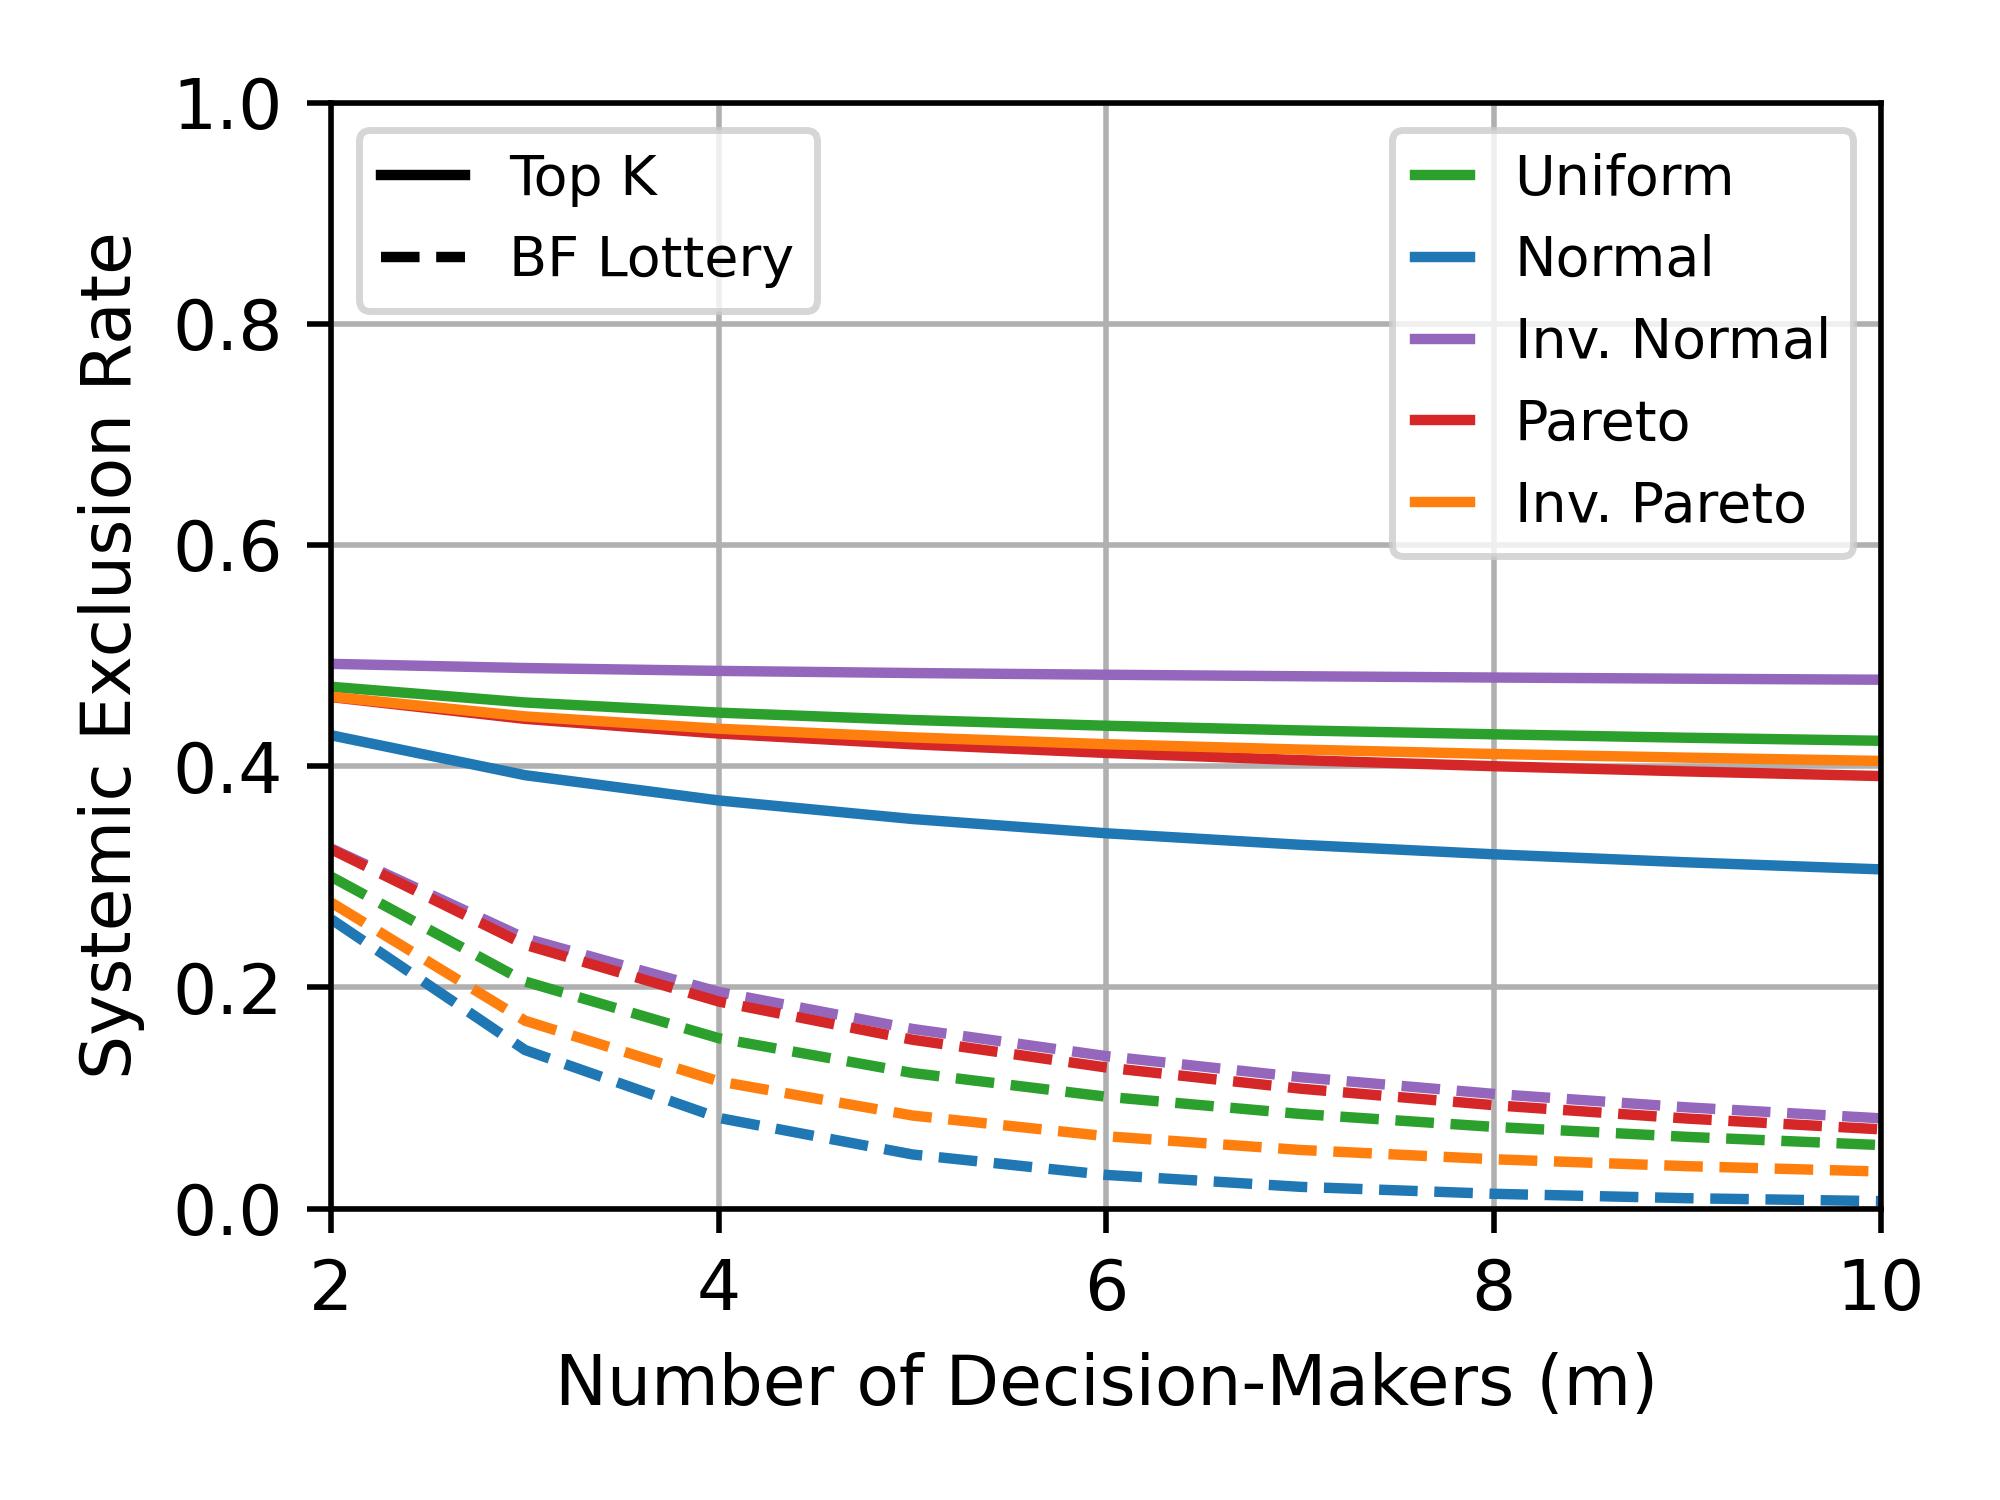 Systemic Exclusion Rate
1.0
0.8
0.6
0.4
0.2
0.0
Top K
BF Lottery
Uniform
Normal
Inv. Normal
Pareto
Inv. Pareto
2 4 6 8 10
Number of Decision-Makers (m)